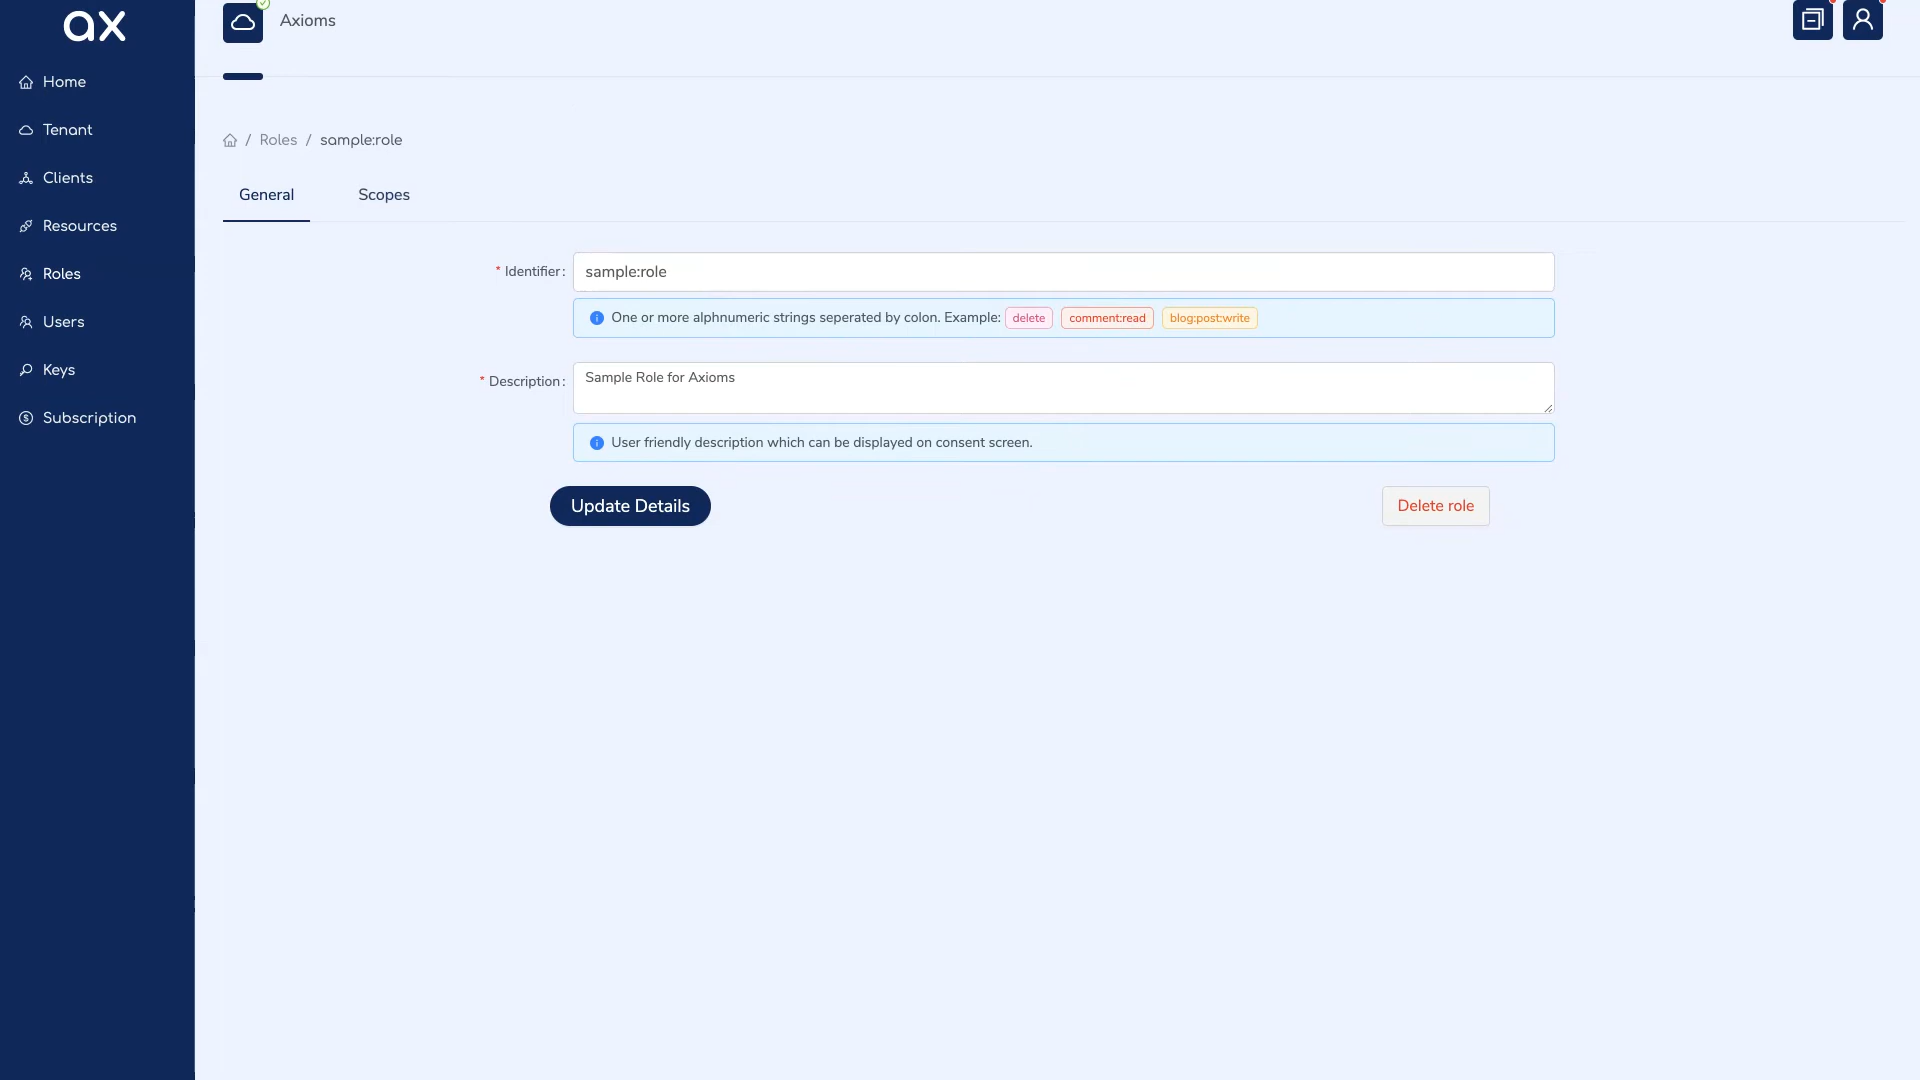 ax
Axioms
Home
Tenant
Clients
Resources
Roles
Users
Keys
Subscription
/ Roles / sample:role
General Scopes
* Identifier: sample:role
One or more alphnumeric strings seperated by colon. Example: delete comment:read blog:post:write
* Description: Sample Role for Axioms
User friendly description which can be displayed on consent screen.
Update Details Delete role